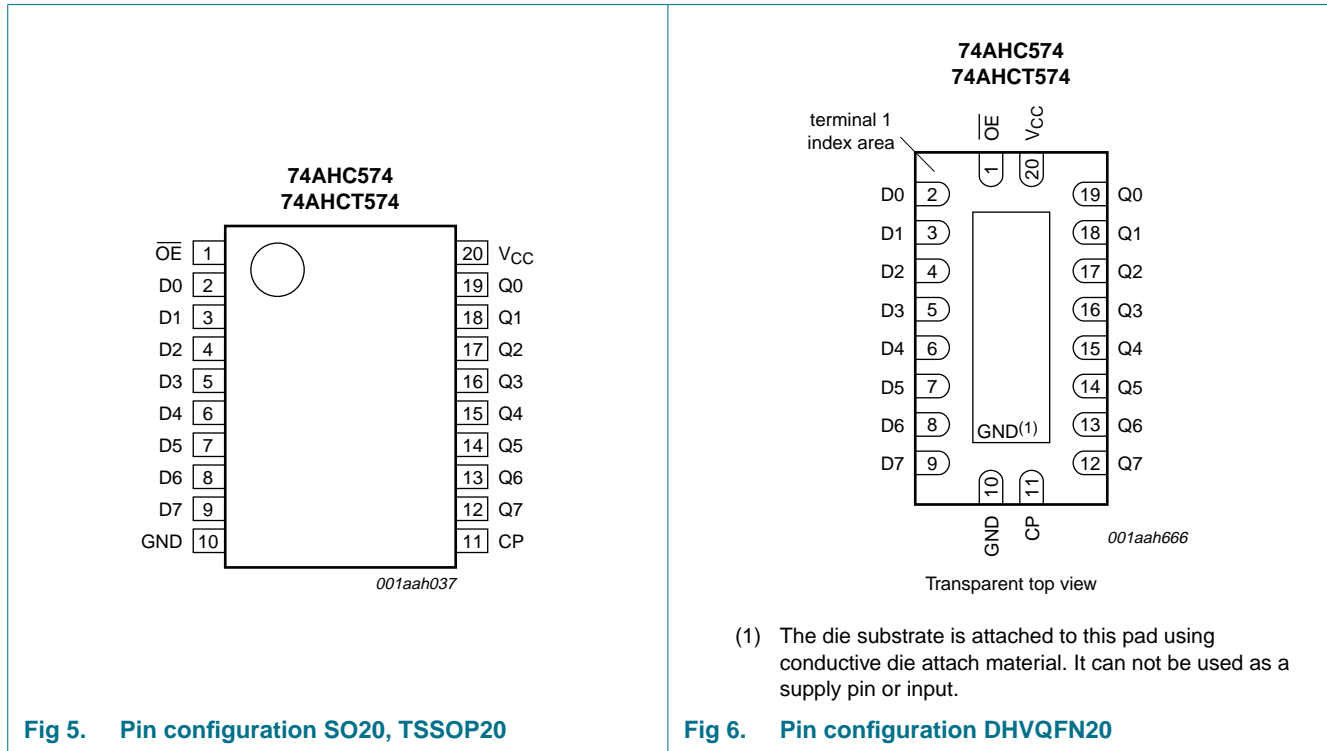 74AHC574
74AHCT574
OE 1
D0 2
D1 3
D2 4
D3 5
D4 6
D5 7
D6 8
D7 9
GND 10
20 VCC
19 Q0
18 Q1
17 Q2
16 Q3
15 Q4
14 Q5
13 Q6
12 Q7
11 CP
001aah037
Fig 5. Pin configuration SO20, TSSOP20
74AHC574
74AHCT574
terminal 1
index area
OE
VCC
1
20
D0 2
D1 3
D2 4
D3 5
D4 6
D5 7
D6 8
D7 9
19 Q0
18 Q1
17 Q2
16 Q3
15 Q4
14 Q5
13 Q6
12 Q7
GND(1)
10
11
GND
CP
001aah666
Transparent top view
(1) The die substrate is attached to this pad using
conductive die attach material. It can not be used as a
supply pin or input.
Fig 6. Pin configuration DHVQFN20